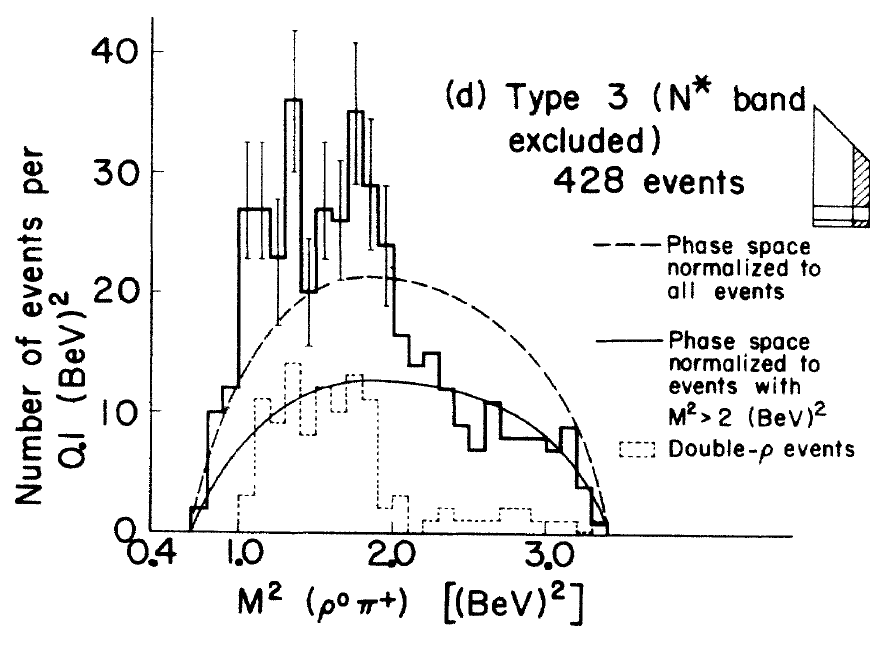 40
30
20
10
0
Number of events per
0.1 (BeV)²
(d) Type 3 (N* band
excluded)
428 events
Phase space
normalized to
all events
Phase space
normalized to
events with
M²> 2 (BeV)²
Double-ρ events
0.4 1.0 2.0 3.0
M² (ρ⁰π⁺) [(BeV)²]